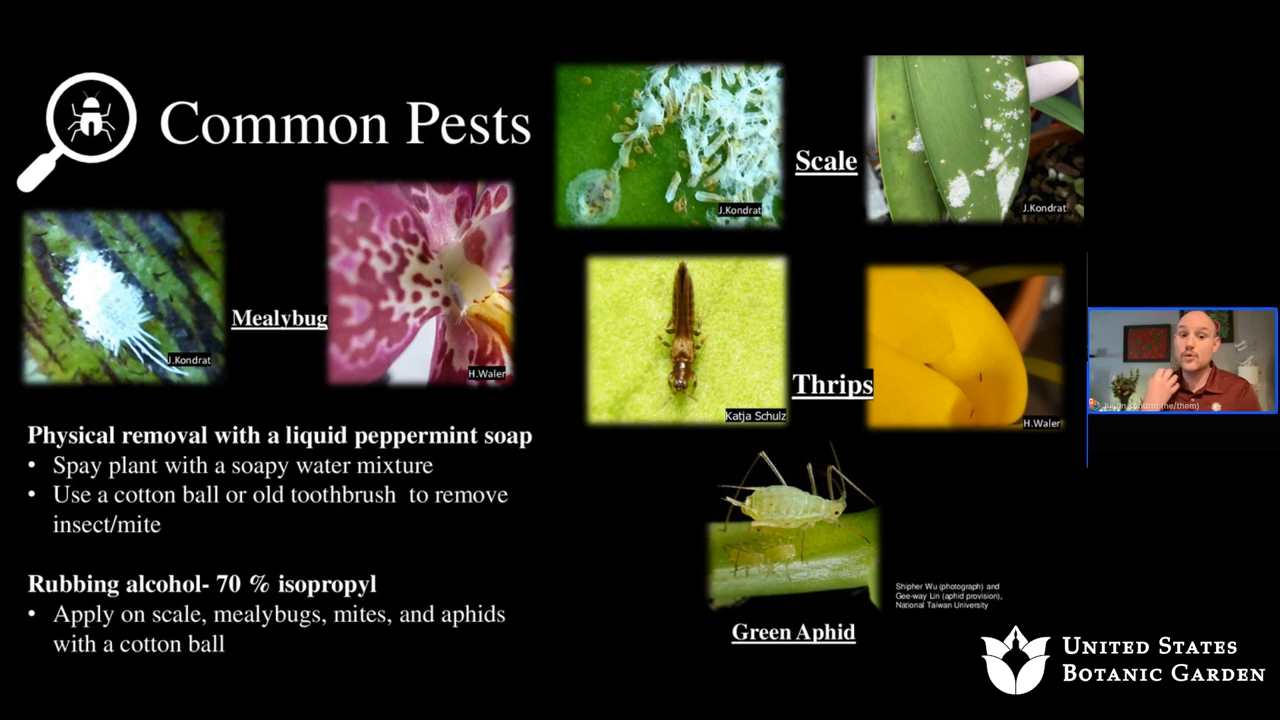 Common Pests
J.Kondrat
Mealybug
H.Waler
J.Kondrat
Scale
J.Kondrat
Katja Schulz
Thrips
H.Waler
Physical removal with a liquid peppermint soap
• Spay plant with a soapy water mixture
• Use a cotton ball or old toothbrush to remove
insect/mite
Rubbing alcohol- 70 % isopropyl
• Apply on scale, mealybugs, mites, and aphids
with a cotton ball
Shipher Wu (photograph) and
Gee-way Lin (aphid provision),
National Taiwan University
Green Aphid
UNITED STATES
BOTANIC GARDEN
(he/them)